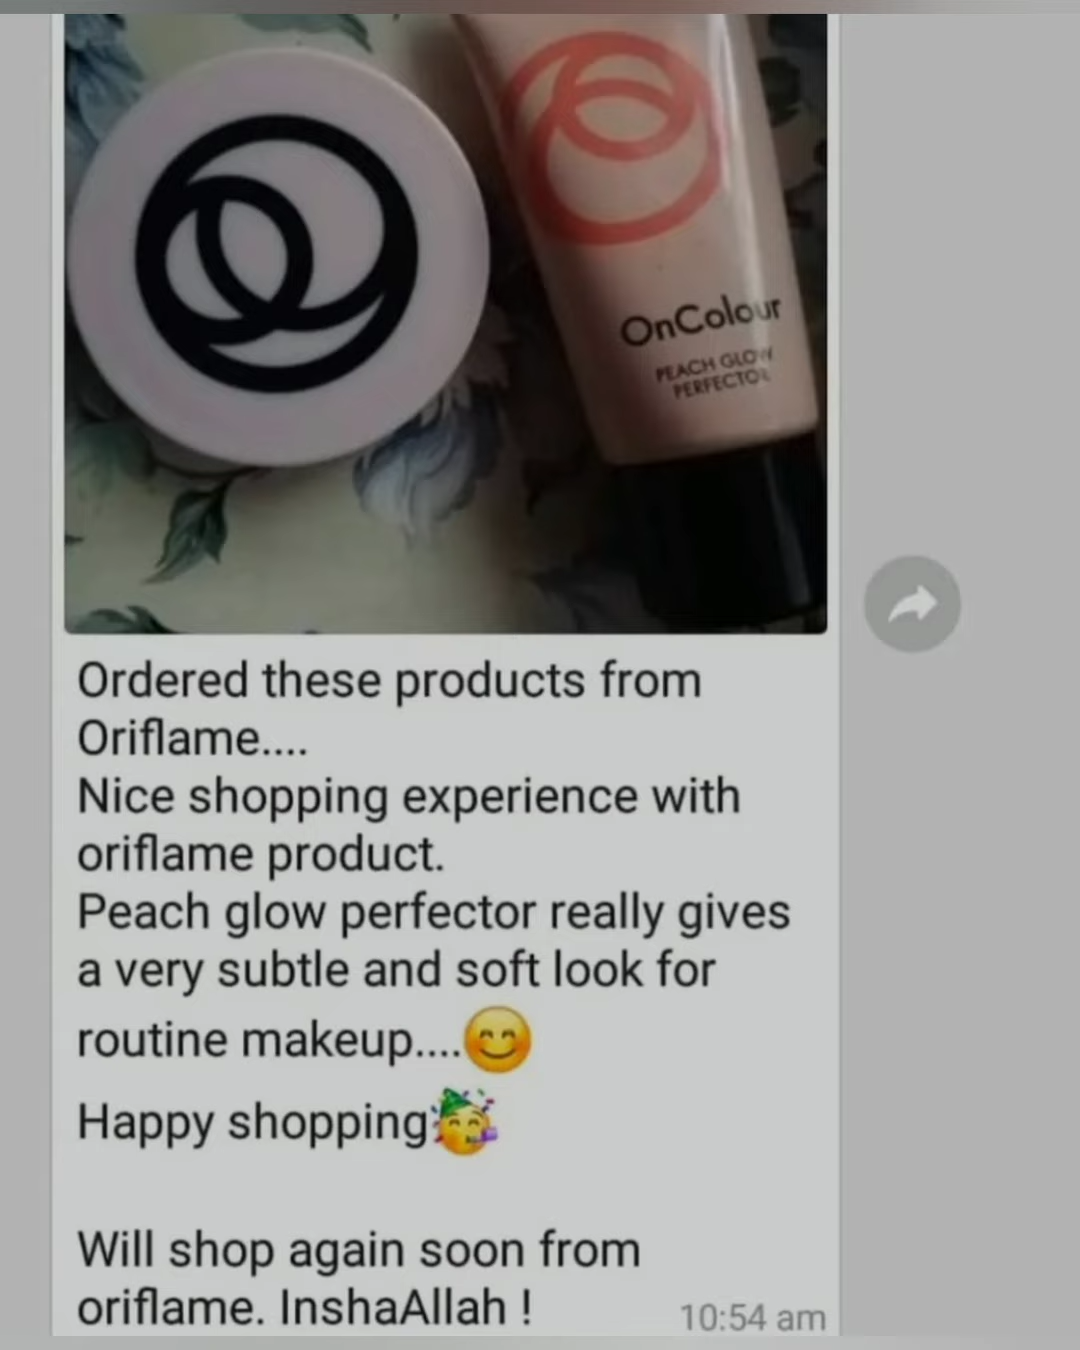 OnColour
PEACH GLOW
PERFECTOR
Ordered these products from
Oriflame....
Nice shopping experience with
oriflame product.
Peach glow perfector really gives
a very subtle and soft look for
routine makeup....😊
Happy shopping🥳
Will shop again soon from
oriflame. InshaAllah !
10:54 am